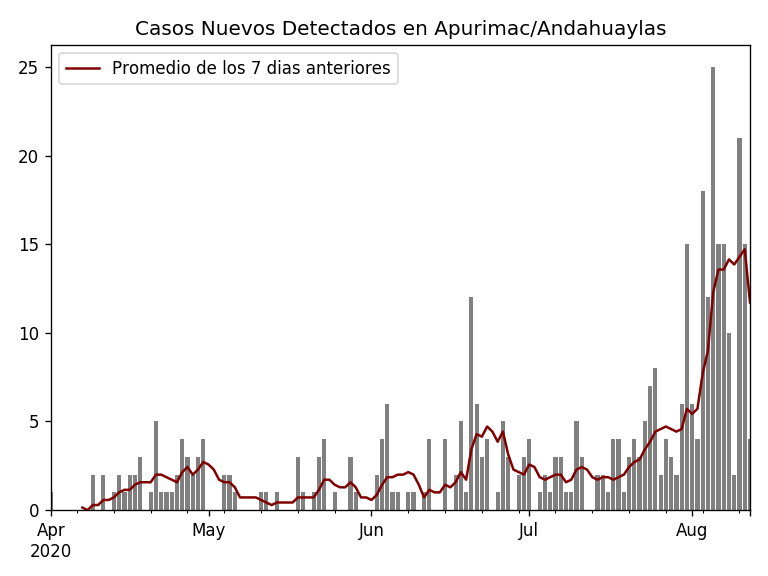 Casos Nuevos Detectados en Apurimac/Andahuaylas
Promedio de los 7 dias anteriores
25
20
15
10
5
0
Apr May Jun Jul Aug
2020